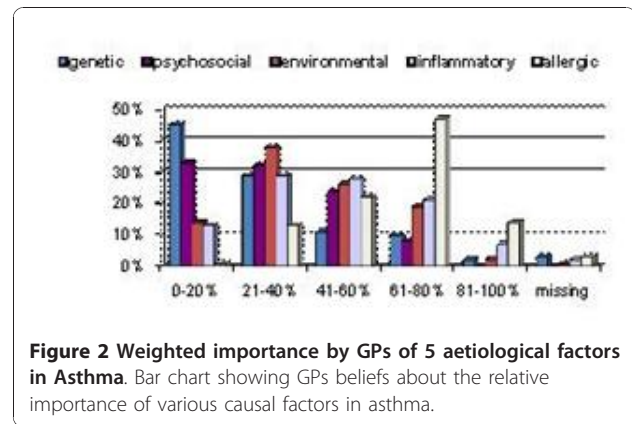 genetic psychosocial environmental inflammatory allergic
50%
40%
30%
20%
10%
0%
0-20% 21-40% 41-60% 61-80% 81-100% missing
Figure 2 Weighted importance by GPs of 5 aetiological factors
in Asthma. Bar chart showing GPs beliefs about the relative
importance of various causal factors in asthma.